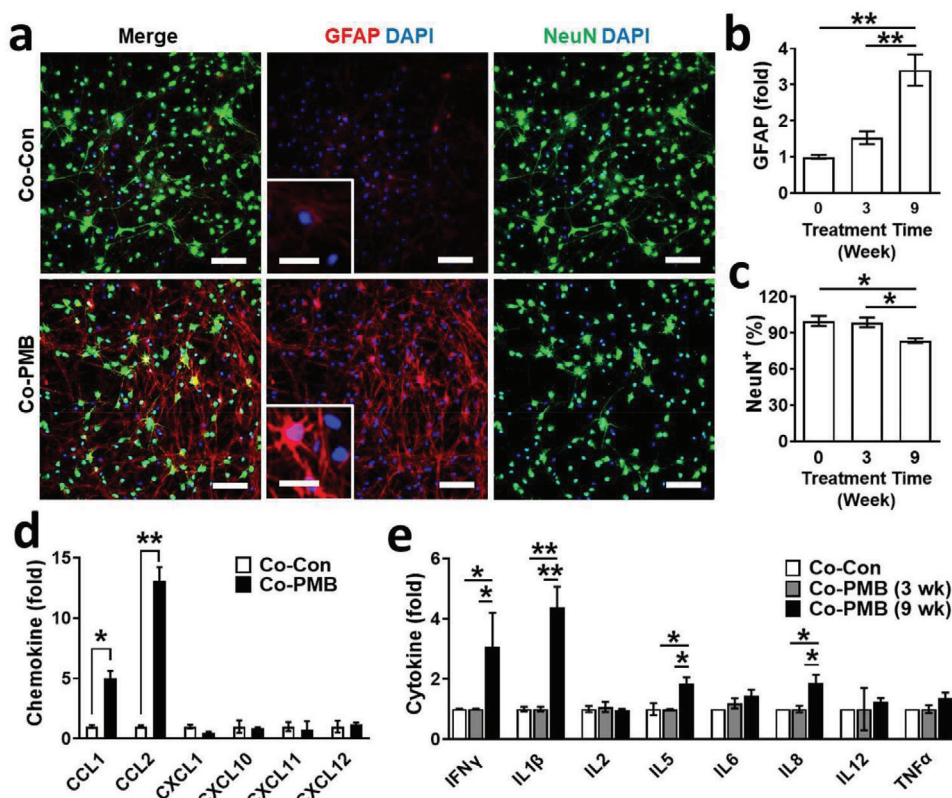 a
Merge
GFAP DAPI
NeuN DAPI
Co-Con
Co-PMB
b
GFAP (fold)
4
3
2
1
0
**
**
0 3 9
Treatment Time
(Week)
c
NeuN⁺ (%)
120
90
60
30
0
*
*
0 3 9
Treatment Time
(Week)
d
Chemokine (fold)
15
10
5
0
*
**
Co-Con
Co-PMB
CCL1
CCL2
CXCL1
CXCL10
CXCL11
CXCL12
e
Cytokine (fold)
6
4
2
0
*
*
**
**
*
*
*
*
Co-Con
Co-PMB (3 wk)
Co-PMB (9 wk)
IFNγ
IL1β
IL2
IL5
IL6
IL8
IL12
TNFα